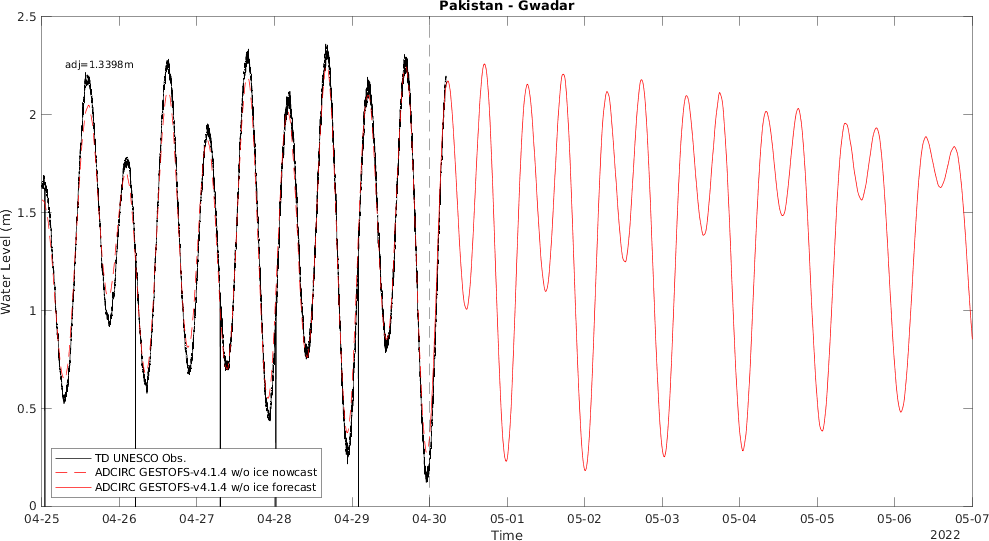 Pakistan - Gwadar
adj=1.3398m
Water Level (m)
2.5
2
1.5
1
0.5
0
TD UNESCO Obs.
ADCIRC GESTOFS-v4.1.4 w/o ice nowcast
ADCIRC GESTOFS-v4.1.4 w/o ice forecast
04-25 04-26 04-27 04-28 04-29 04-30 05-01 05-02 05-03 05-04 05-05 05-06 05-07
Time
2022